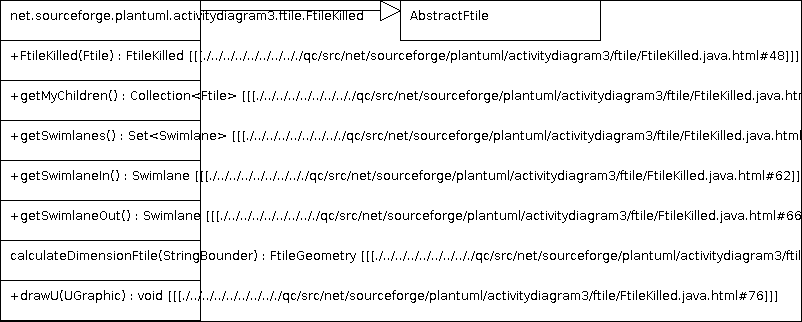 net.sourceforge.plantuml.activitydiagram3.ftile.FtileKilled
AbstractFtile
+FtileKilled(Ftile) : FtileKilled [[[./../../../../../../../qc/src/net/sourceforge/plantuml/activitydiagram3/ftile/FtileKilled.java.html#48]]]
+getMyChildren() : Collection<Ftile> [[[./../../../../../../../qc/src/net/sourceforge/plantuml/activitydiagram3/ftile/FtileKilled.java.htm
+getSwimlanes() : Set<Swimlane> [[[./../../../../../../../qc/src/net/sourceforge/plantuml/activitydiagram3/ftile/FtileKilled.java.html
+getSwimlaneIn() : Swimlane [[[./../../../../../../../qc/src/net/sourceforge/plantuml/activitydiagram3/ftile/FtileKilled.java.html#62]]]
+getSwimlaneOut() : Swimlane [[[./../../../../../../../qc/src/net/sourceforge/plantuml/activitydiagram3/ftile/FtileKilled.java.html#66
calculateDimensionFtile(StringBounder) : FtileGeometry [[[./../../../../../../../qc/src/net/sourceforge/plantuml/activitydiagram3/ftil
+drawU(UGraphic) : void [[[./../../../../../../../qc/src/net/sourceforge/plantuml/activitydiagram3/ftile/FtileKilled.java.html#76]]]